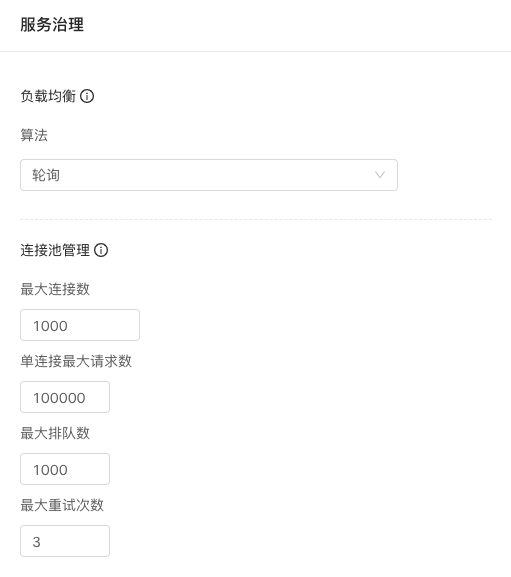 服务治理
负载均衡
算法
轮询
连接池管理
最大连接数
1000
单连接最大请求数
100000
最大排队数
1000
最大重试次数
3